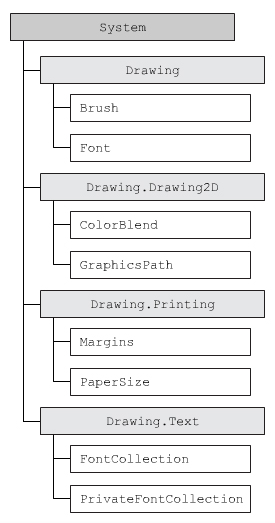 System
Drawing
Brush
Font
Drawing.Drawing2D
ColorBlend
GraphicsPath
Drawing.Printing
Margins
PaperSize
Drawing.Text
FontCollection
PrivateFontCollection